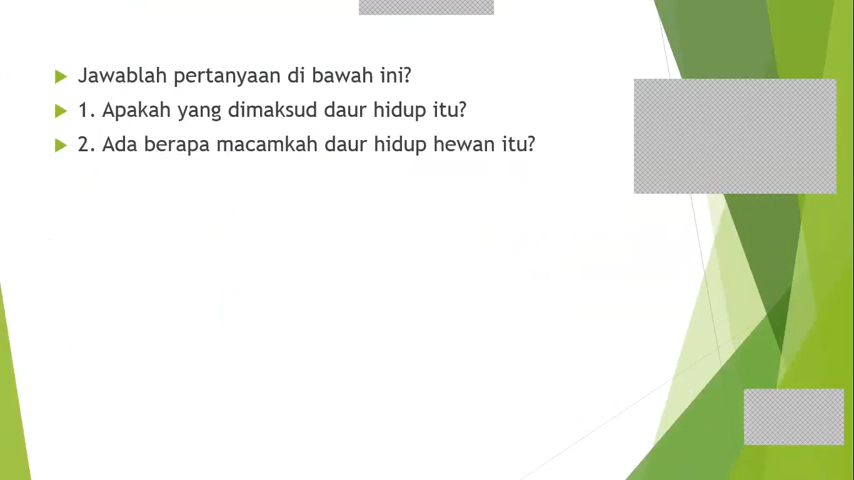 Jawablah pertanyaan di bawah ini?
1. Apakah yang dimaksud daur hidup itu?
2. Ada berapa macamkah daur hidup hewan itu?